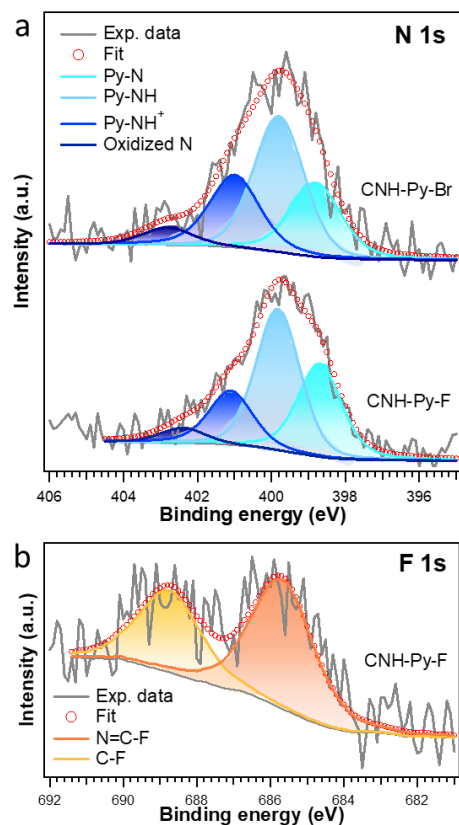 a
N 1s
Exp. data
Fit
Py-N
Py-NH
Py-NH⁺
Oxidized N
CNH-Py-Br
CNH-Py-F
Intensity (a.u.)
406 404 402 400 398 396
Binding energy (eV)
b
F 1s
CNH-Py-F
Exp. data
Fit
N=C-F
C-F
Intensity (a.u.)
692 690 688 686 684 682
Binding energy (eV)